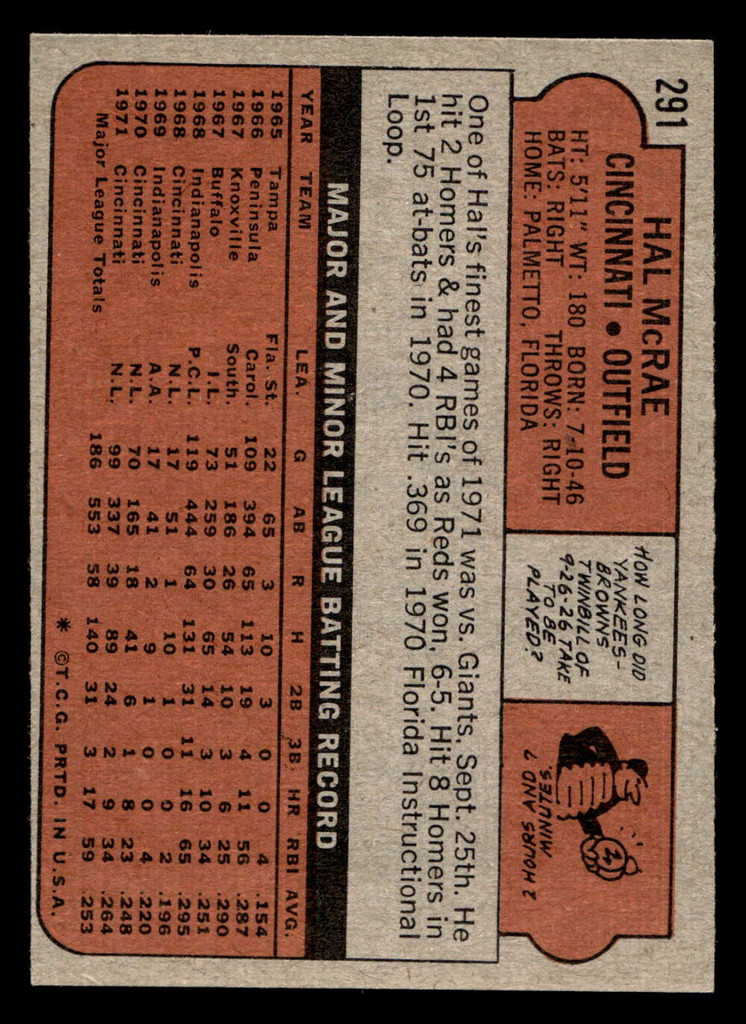 291
HAL McRAE
CINCINNATI • OUTFIELD
HT: 5'11" WT: 180 BORN: 7-10-46
BATS: RIGHT THROWS: RIGHT
HOME: PALMETTO, FLORIDA
HOW LONG DID
YANKEES-
BROWNS
TWINBILL OF
9-26-26 TAKE
TO BE
PLAYED?
2 HOURS AND 7
MINUTES.
One of Hal's finest games of 1971 was vs. Giants, Sept. 25th. He
hit 2 Homers & had 4 RBI's as Reds won, 6-5. Hit 8 Homers in
1st 75 at-bats in 1970. Hit .369 in 1970 Florida Instructional
Loop.
MAJOR AND MINOR LEAGUE BATTING RECORD
YEAR TEAM LEA. G AB R H 2B 3B HR RBI AVG.
1965 Tampa Fla. St. 22 65 3 10 3 0 0 4 .154
1966 Peninsula Carol. 109 394 65 113 19 4 11 56 .287
1967 Knoxville South. 51 186 26 54 10 3 6 25 .290
1967 Buffalo I.L. 73 259 30 65 14 3 10 34 .251
1968 Indianapolis P.C.L. 119 444 64 131 31 11 16 65 .295
1968 Cincinnati N.L. 17 51 1 10 1 0 0 2 .196
1969 Indianapolis A.A. 17 41 2 9 1 0 0 4 .220
1970 Cincinnati N.L. 70 165 18 41 6 1 8 23 .248
1971 Cincinnati N.L. 99 337 39 89 24 2 9 34 .264
Major League Totals 186 553 58 140 31 3 17 59 .253
* ©T.C.G. PRTD. IN U.S.A.